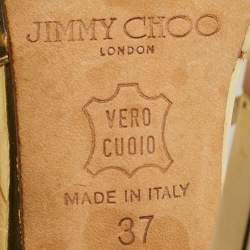 JIMMY CHOO
LONDON
VERO
CUOIO
MADE IN ITALY
37